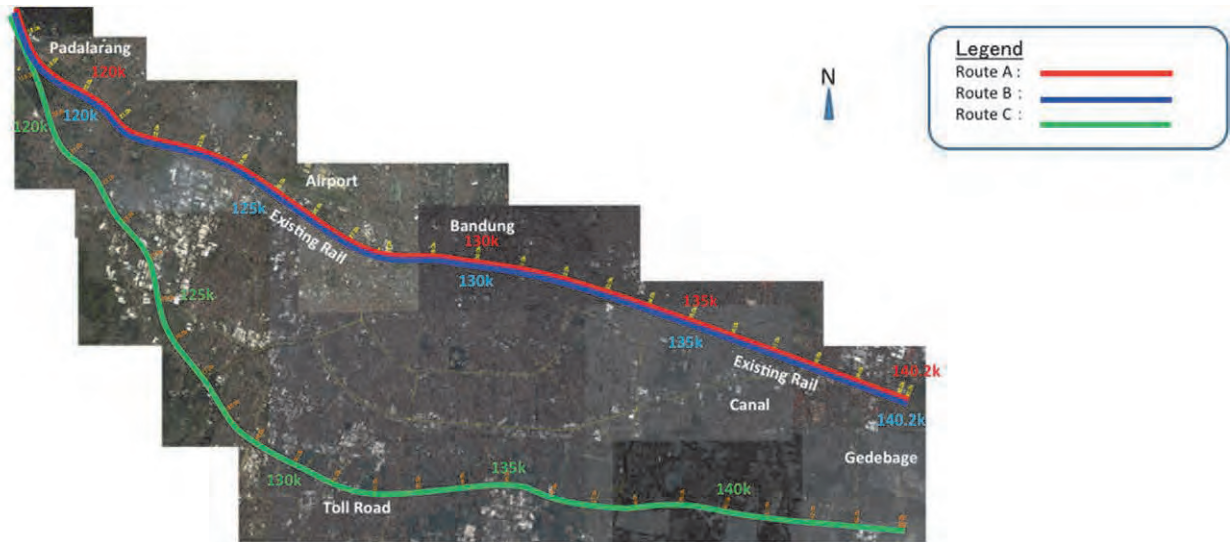 Legend
Route A :
Route B :
Route C :
N
Padalarang
120k
120k
120k
Airport
125k
Existing Rail
Bandung
130k
130k
125k
135k
135k
Existing Rail
140.2k
140.2k
Canal
Gedebage
130k
135k
140k
Toll Road